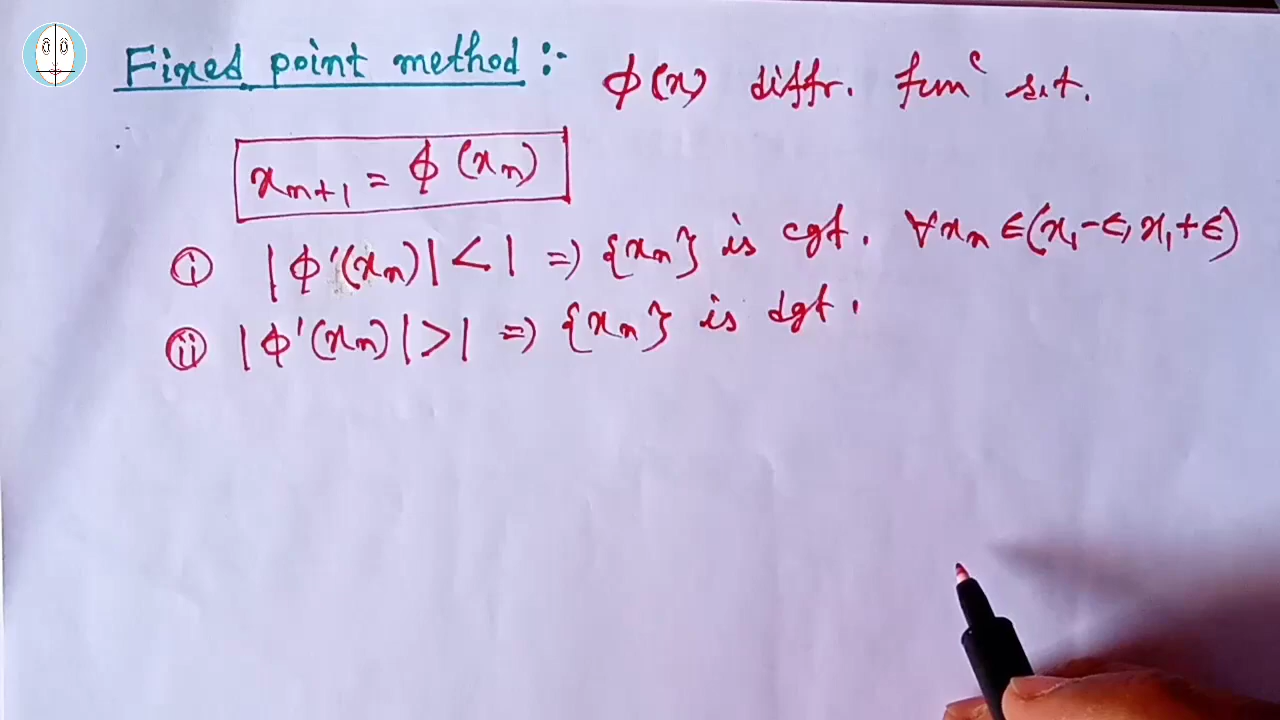 Fixed point method :- ϕ(x) diffr. funᶜ s.t.
xₙ₊₁ = ϕ(xₙ)
(i) |ϕ'(xₙ)| < 1 => {xₙ} is cgt. ∀xₙ ∈(x₁-ϵ, x₁+ϵ)
(ii) |ϕ'(xₙ)| > 1 => {xₙ} is dgt.